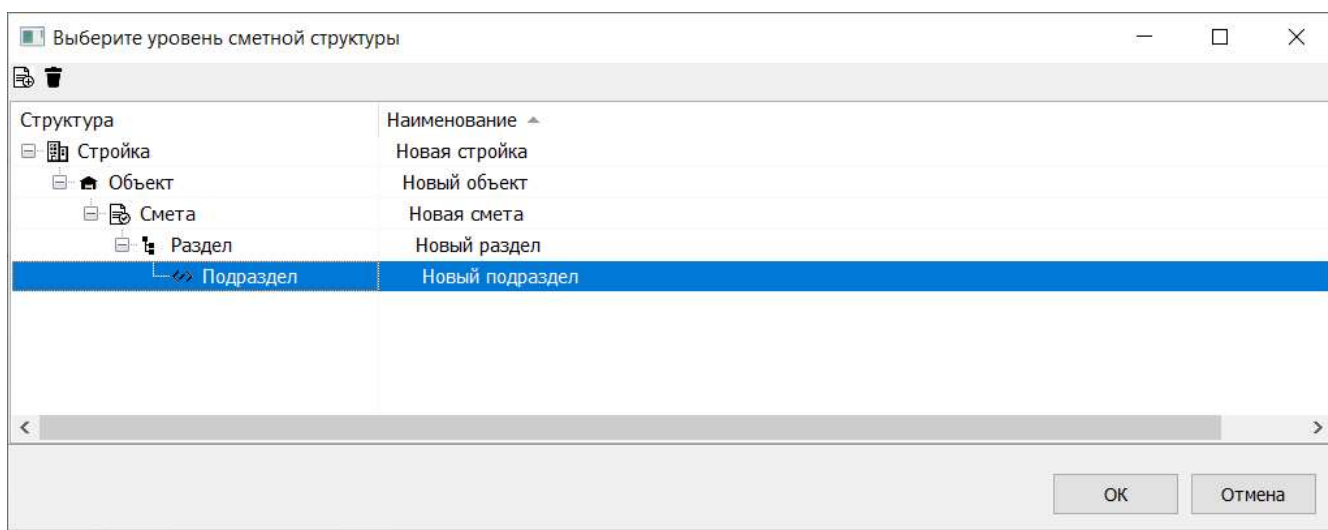 Выберите уровень сметной структуры
Структура Наименование
Стройка Новая стройка
Объект Новый объект
Смета Новая смета
Раздел Новый раздел
Подраздел Новый подраздел
ОК Отмена